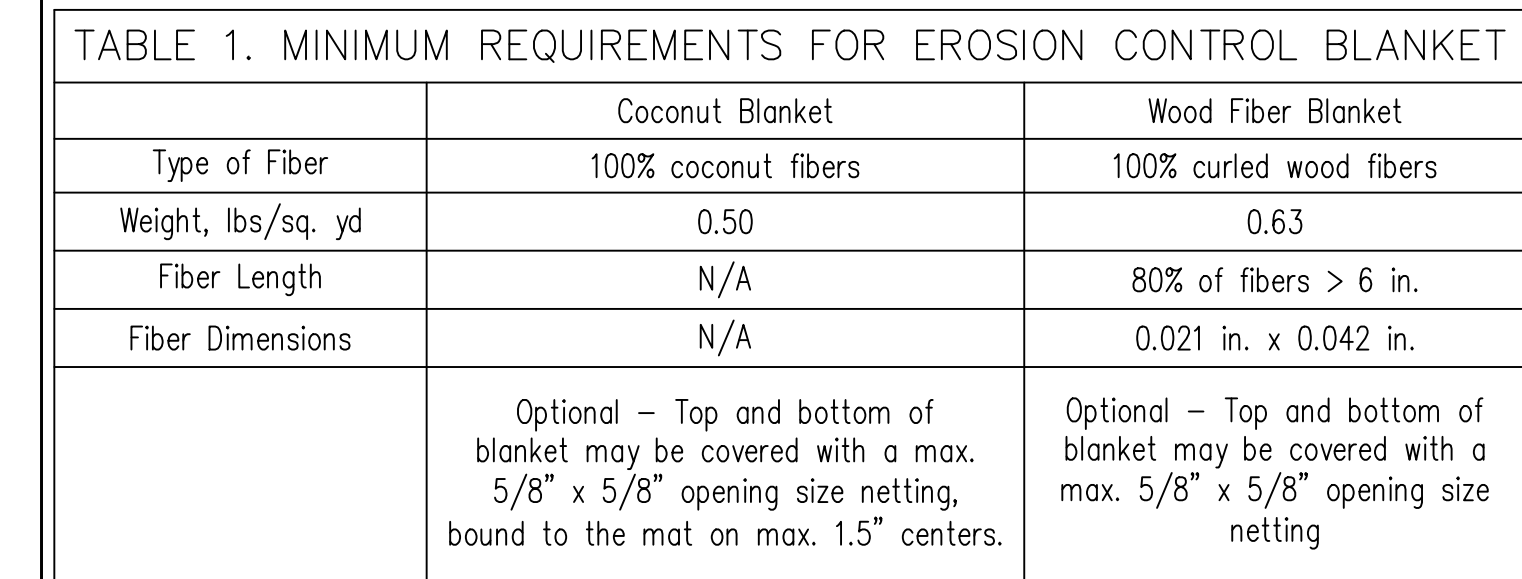 TABLE 1. MINIMUM REQUIREMENTS FOR EROSION CONTROL BLANKET
Coconut Blanket Wood Fiber Blanket
Type of Fiber 100% coconut fibers 100% curled wood fibers
Weight, lbs/sq. yd 0.50 0.63
Fiber Length N/A 80% of fibers > 6 in.
Fiber Dimensions N/A 0.021 in. x 0.042 in.
Optional – Top and bottom of
blanket may be covered with a max.
5/8" x 5/8" opening size netting,
bound to the mat on max. 1.5" centers.
Optional – Top and bottom of
blanket may be covered with a
max. 5/8" x 5/8" opening size
netting